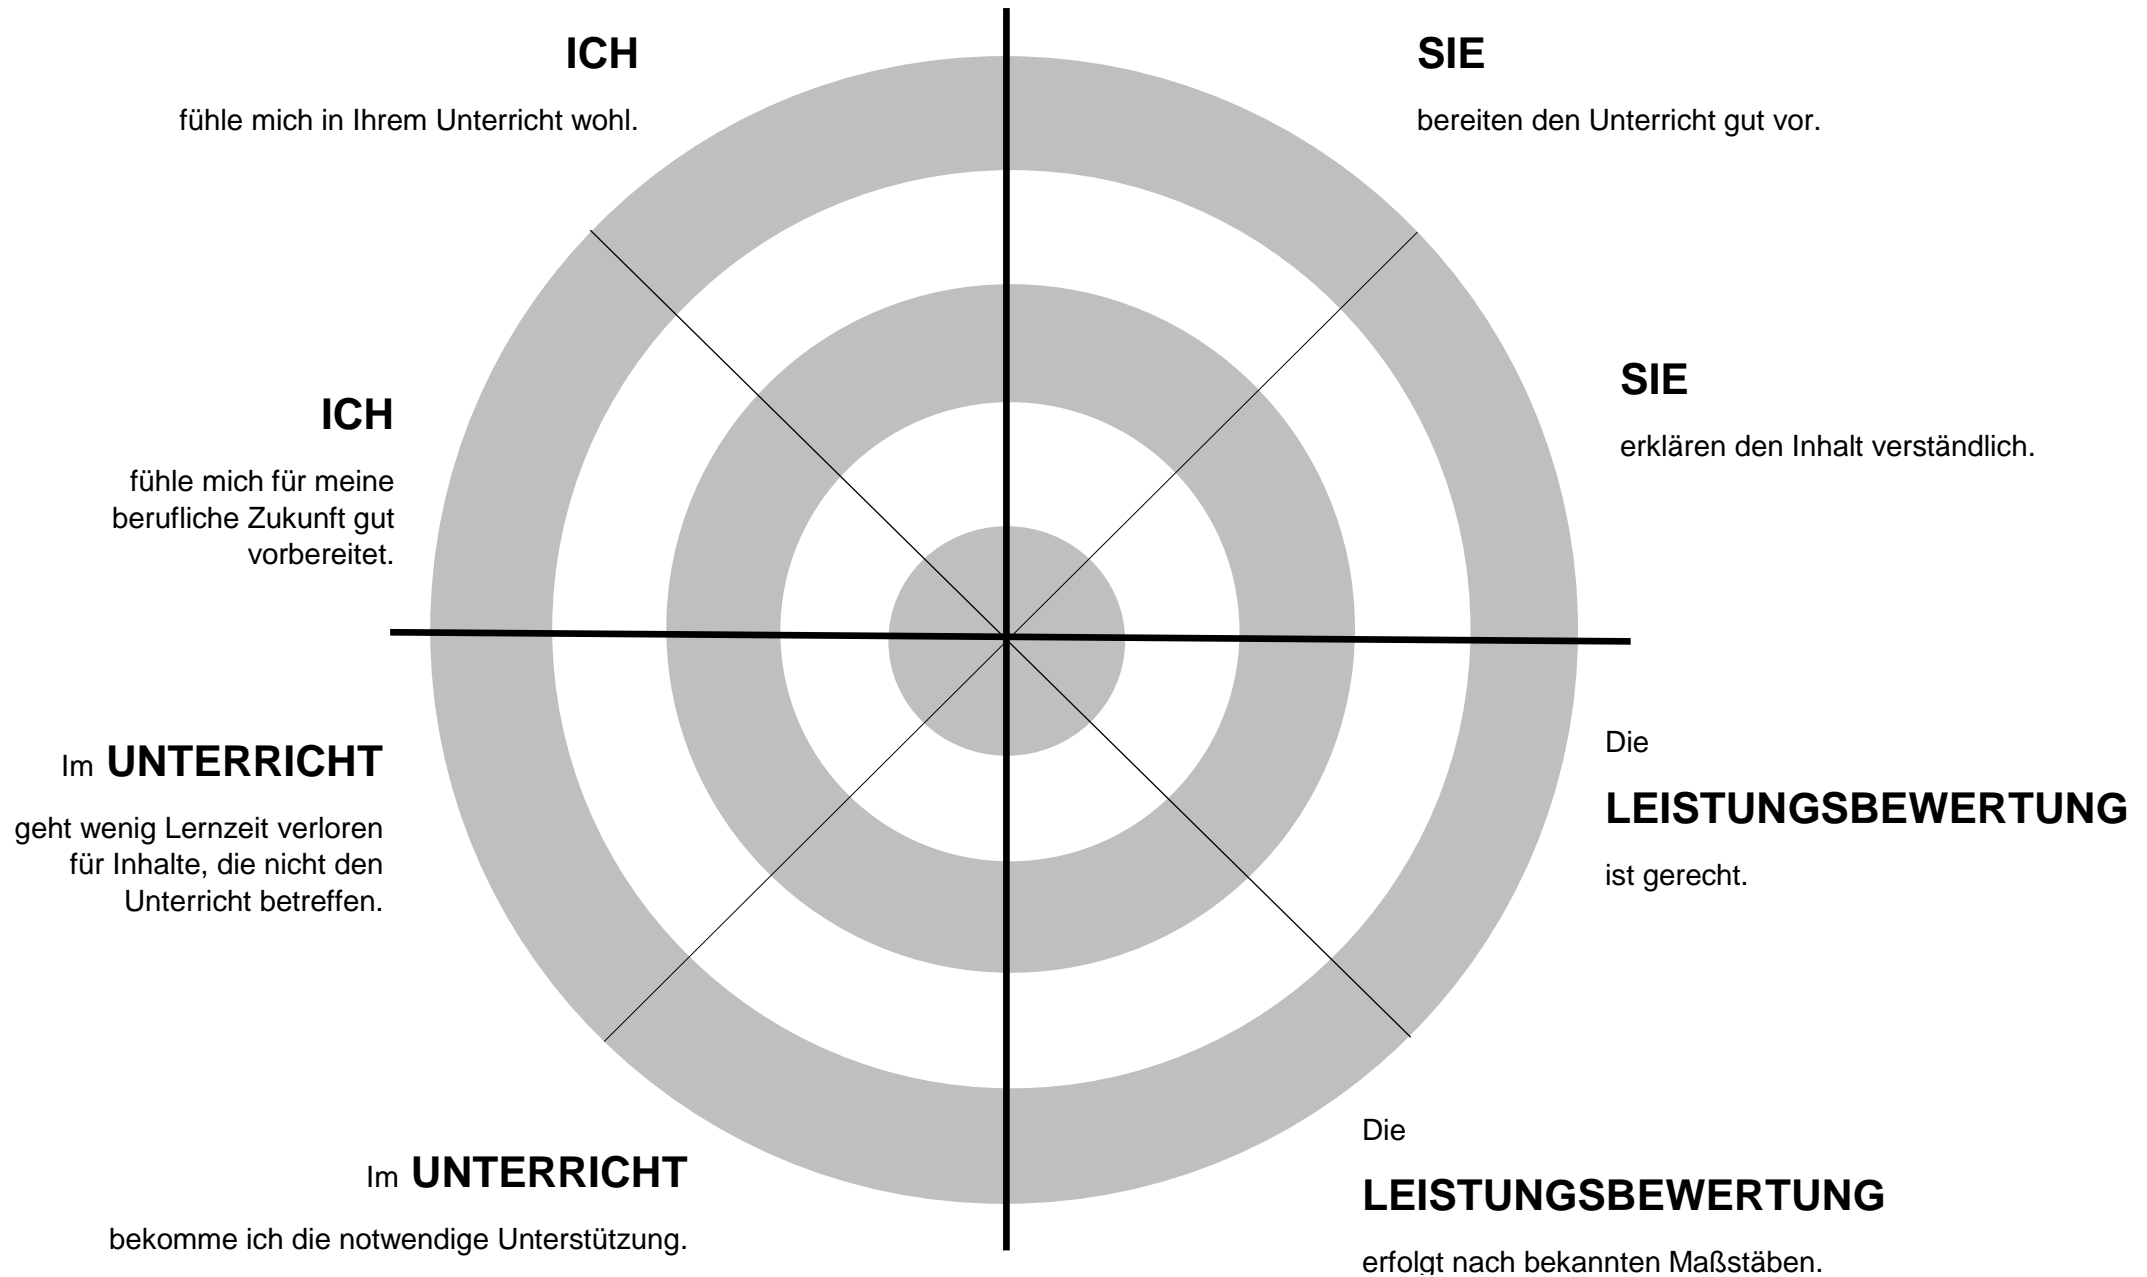 ICH
fühle mich in Ihrem Unterricht wohl.
SIE
bereiten den Unterricht gut vor.
SIE
erklären den Inhalt verständlich.
ICH
fühle mich für meine
berufliche Zukunft gut
vorbereitet.
Die
LEISTUNGSBEWERTUNG
ist gerecht.
Im UNTERRICHT
geht wenig Lernzeit verloren
für Inhalte, die nicht den
Unterricht betreffen.
Die
LEISTUNGSBEWERTUNG
erfolgt nach bekannten Maßstäben.
Im UNTERRICHT
bekomme ich die notwendige Unterstützung.